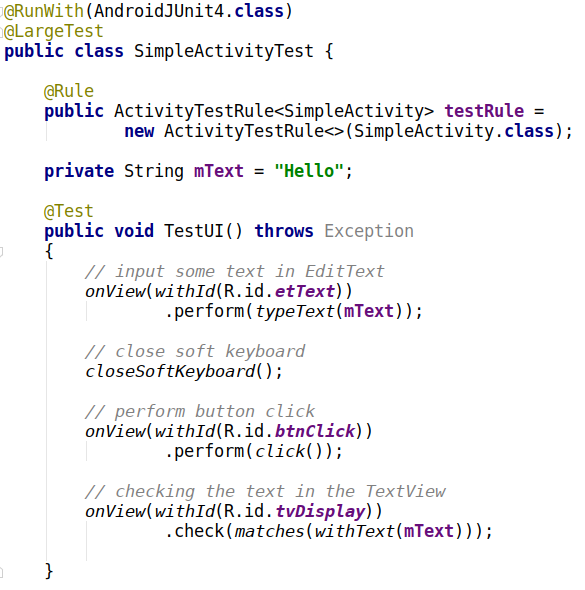 @RunWith(AndroidJUnit4.class)
@LargeTest
public class SimpleActivityTest {
@Rule
public ActivityTestRule<SimpleActivity> testRule =
new ActivityTestRule<>(SimpleActivity.class);
private String mText = "Hello";
@Test
public void TestUI() throws Exception
{
// input some text in EditText
onView(withId(R.id.etText))
.perform(typeText(mText));
// close soft keyboard
closeSoftKeyboard();
// perform button click
onView(withId(R.id.btnClick))
.perform(click());
// checking the text in the TextView
onView(withId(R.id.tvDisplay))
.check(matches(withText(mText)));
}